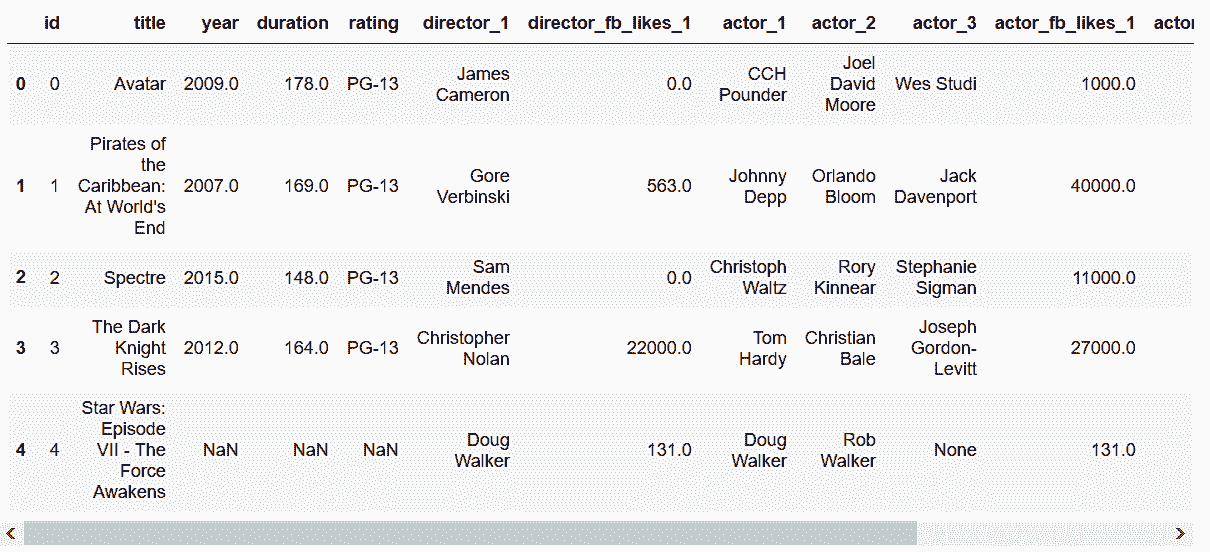 id title year duration rating director_1 director_fb_likes_1 actor_1 actor_2 actor_3 actor_fb_likes_1 actor
0 0 Avatar 2009.0 178.0 PG-13 James Cameron 0.0 CCH Pounder Joel David Moore Wes Studi 1000.0
1 1 Pirates of the Caribbean: At World's End 2007.0 169.0 PG-13 Gore Verbinski 563.0 Johnny Depp Orlando Bloom Jack Davenport 40000.0
2 2 Spectre 2015.0 148.0 PG-13 Sam Mendes 0.0 Christoph Waltz Rory Kinnear Stephanie Sigman 11000.0
3 3 The Dark Knight Rises 2012.0 164.0 PG-13 Christopher Nolan 22000.0 Tom Hardy Christian Bale Joseph Gordon-Levitt 27000.0
4 4 Star Wars: Episode VII - The Force Awakens NaN NaN NaN Doug Walker 131.0 Doug Walker Rob Walker None 131.0